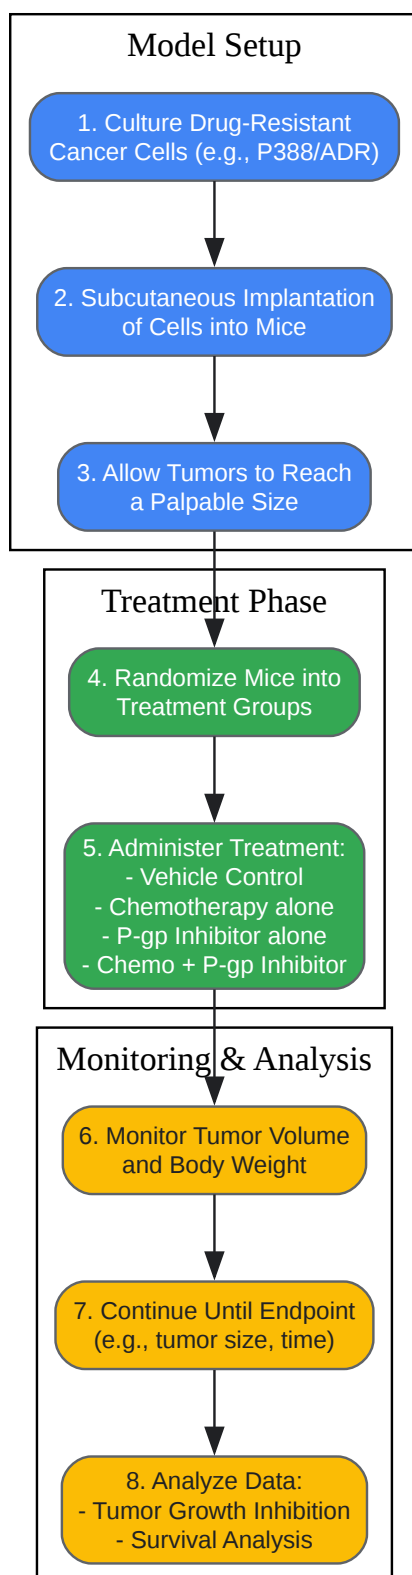 Model Setup
1. Culture Drug-Resistant
Cancer Cells (e.g., P388/ADR)
2. Subcutaneous Implantation
of Cells into Mice
3. Allow Tumors to Reach
a Palpable Size
Treatment Phase
4. Randomize Mice into
Treatment Groups
5. Administer Treatment:
- Vehicle Control
- Chemotherapy alone
- P-gp Inhibitor alone
- Chemo + P-gp Inhibitor
Monitoring & Analysis
6. Monitor Tumor Volume
and Body Weight
7. Continue Until Endpoint
(e.g., tumor size, time)
8. Analyze Data:
- Tumor Growth Inhibition
- Survival Analysis